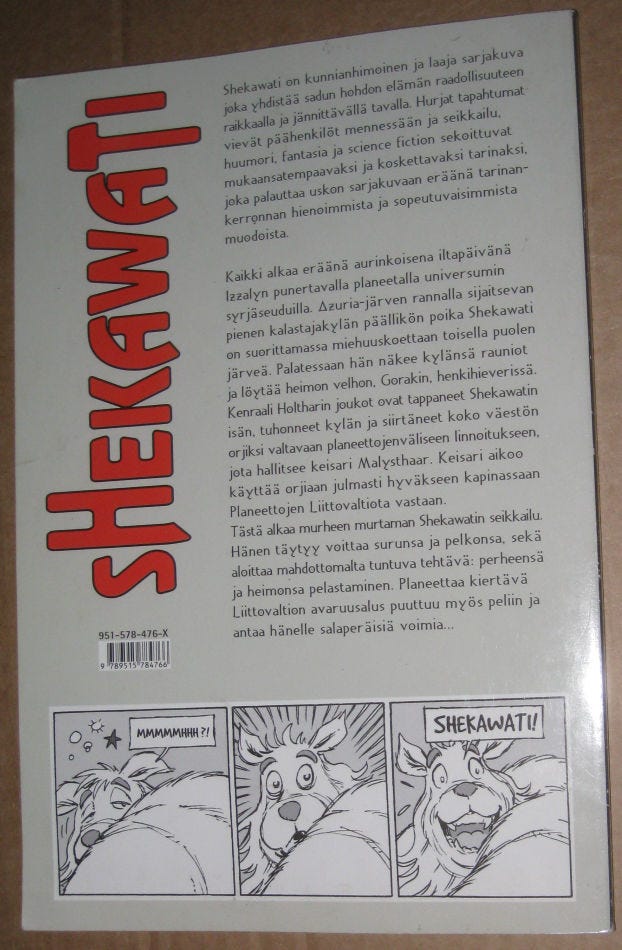 SHEKAWATI
Shekawati on kunnianhimoinen ja laaja sarjakuva
joka yhdistää sadun hohdon elämän raadollisuuteen
raikkaalla ja jännittävällä tavalla. Hurjat tapahtumat
vievät päähenkilöt mennessään ja seikkailu,
huumori, fantasia ja science fiction sekoittuvat
mukaansatempaavaksi ja koskettavaksi tarinaksi,
joka palauttaa uskon sarjakuvaan eräänä tarinan-
kerronnan hienoimmista ja sopeutuvaisimmista
muodoista.
Kaikki alkaa eräänä aurinkoisena iltapäivänä
Izzalyn punertavalla planeetalla universumin
syrjäseuduilla. Azuria-järven rannalla sijaitsevan
pienen kalastajakylän päällikön poika Shekawati
on suorittamassa miehuuskoettaan toisella puolen
järveä. Palatessaan hän näkee kylänsä rauniot
ja löytää heimon velhon, Gorakin, henkihieverissä.
Kenraali Holtharin joukot ovat tappaneet Shekawatin
isän, tuhonneet kylän ja siirtäneet koko väestön
orjiksi valtavaan planeettojenväliseen linnoitukseen,
jota hallitsee keisari Malysthaar. Keisari aikoo
käyttää orjiaan julmasti hyväkseen kapinassaan
Planeettojen Liittovaltiota vastaan.
Tästä alkaa murheen murtaman Shekawatin seikkailu.
Hänen täytyy voittaa surunsa ja pelkonsa, sekä
aloittaa mahdottomalta tuntuva tehtävä: perheensä
ja heimonsa pelastaminen. Planeettaa kiertävä
Liittovaltion avaruusalus puuttuu myös peliin ja
antaa hänelle salaperäisiä voimia...
951-578-476-X
9 789515 784766
MMMMMHHH?!
SHEKAWATI!